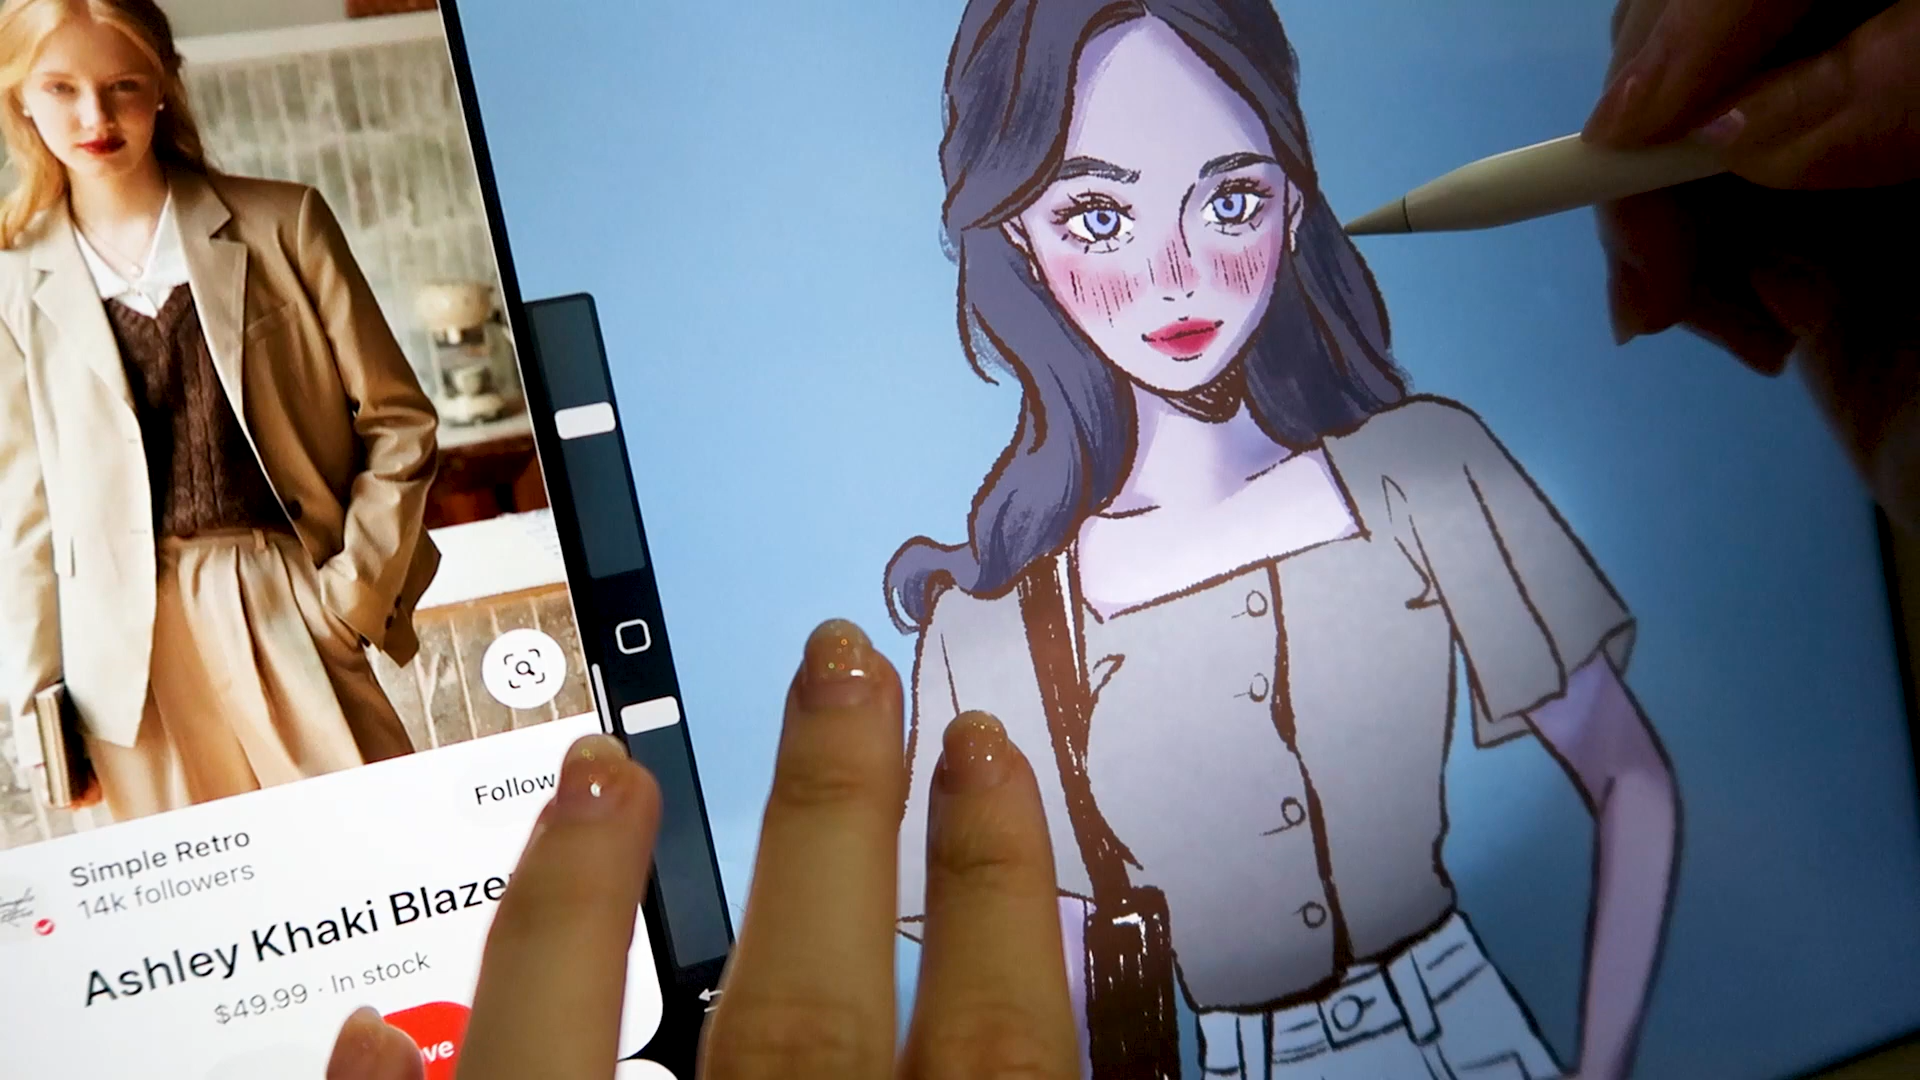 Follow
Simple Retro
14k followers
Ashley Khaki Blazer
$49.99 · In stock